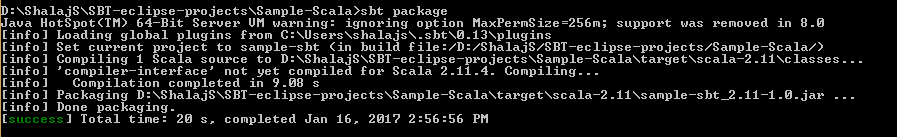 D:\ShalajS\SBT-eclipse-projects\Sample-Scala>sbt package
Java HotSpot(TM) 64-Bit Server VM warning: ignoring option MaxPermSize=256m; support was removed in 8.0
[info] Loading global plugins from C:\Users\shalajs\.sbt\0.13\plugins
[info] Set current project to sample-sbt (in build file:/D:/ShalajS/SBT-eclipse-projects/Sample-Scala/)
[info] Compiling 1 Scala source to D:\ShalajS\SBT-eclipse-projects\Sample-Scala\target\scala-2.11\classes...
[info] 'compiler-interface' not yet compiled for Scala 2.11.4. Compiling...
[info]   Compilation completed in 9.08 s
[info] Packaging D:\ShalajS\SBT-eclipse-projects\Sample-Scala\target\scala-2.11\sample-sbt_2.11-1.0.jar ...
[info] Done packaging.
[success] Total time: 20 s, completed Jan 16, 2017 2:56:56 PM